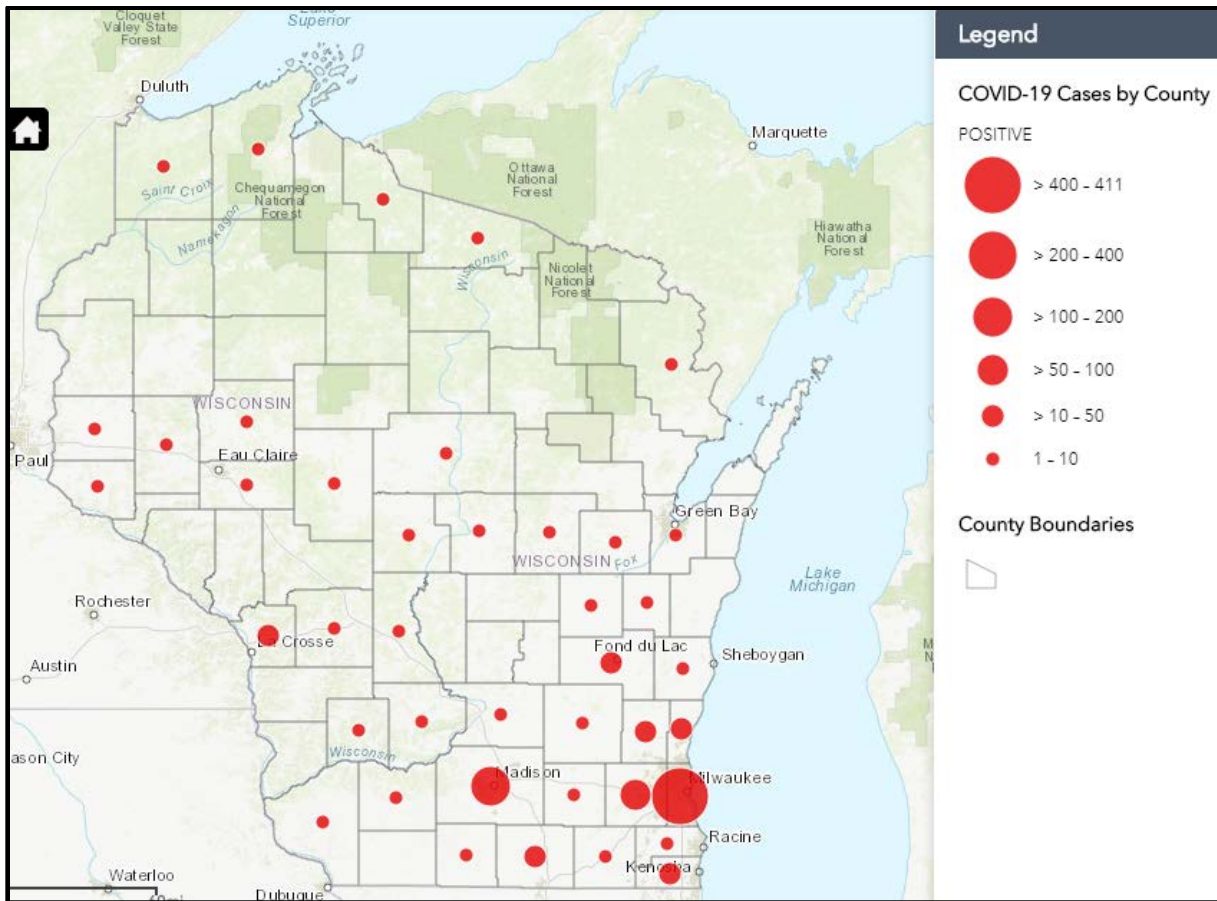 Cloquet
Valley State
Forest
Superior
Duluth
Marquette
Saint Croix
Chequamegon
National
Forest
Namekagon
Ottawa
National
Forest
Hiawatha
National
Forest
Wisconsin
Nicolet
National
Forest
WISCONSIN
Eau Claire
Paul
Green Bay
WISCONSIN
Fox
Lake
Michigan
Rochester
La Crosse
Fond du Lac
Sheboygan
Austin
Wisconsin
ason City
Madison
Milwaukee
Racine
Kenosha
Waterloo
Dubuque
Legend
COVID-19 Cases by County
POSITIVE
> 400 - 411
> 200 - 400
> 100 - 200
> 50 - 100
> 10 - 50
1 - 10
County Boundaries